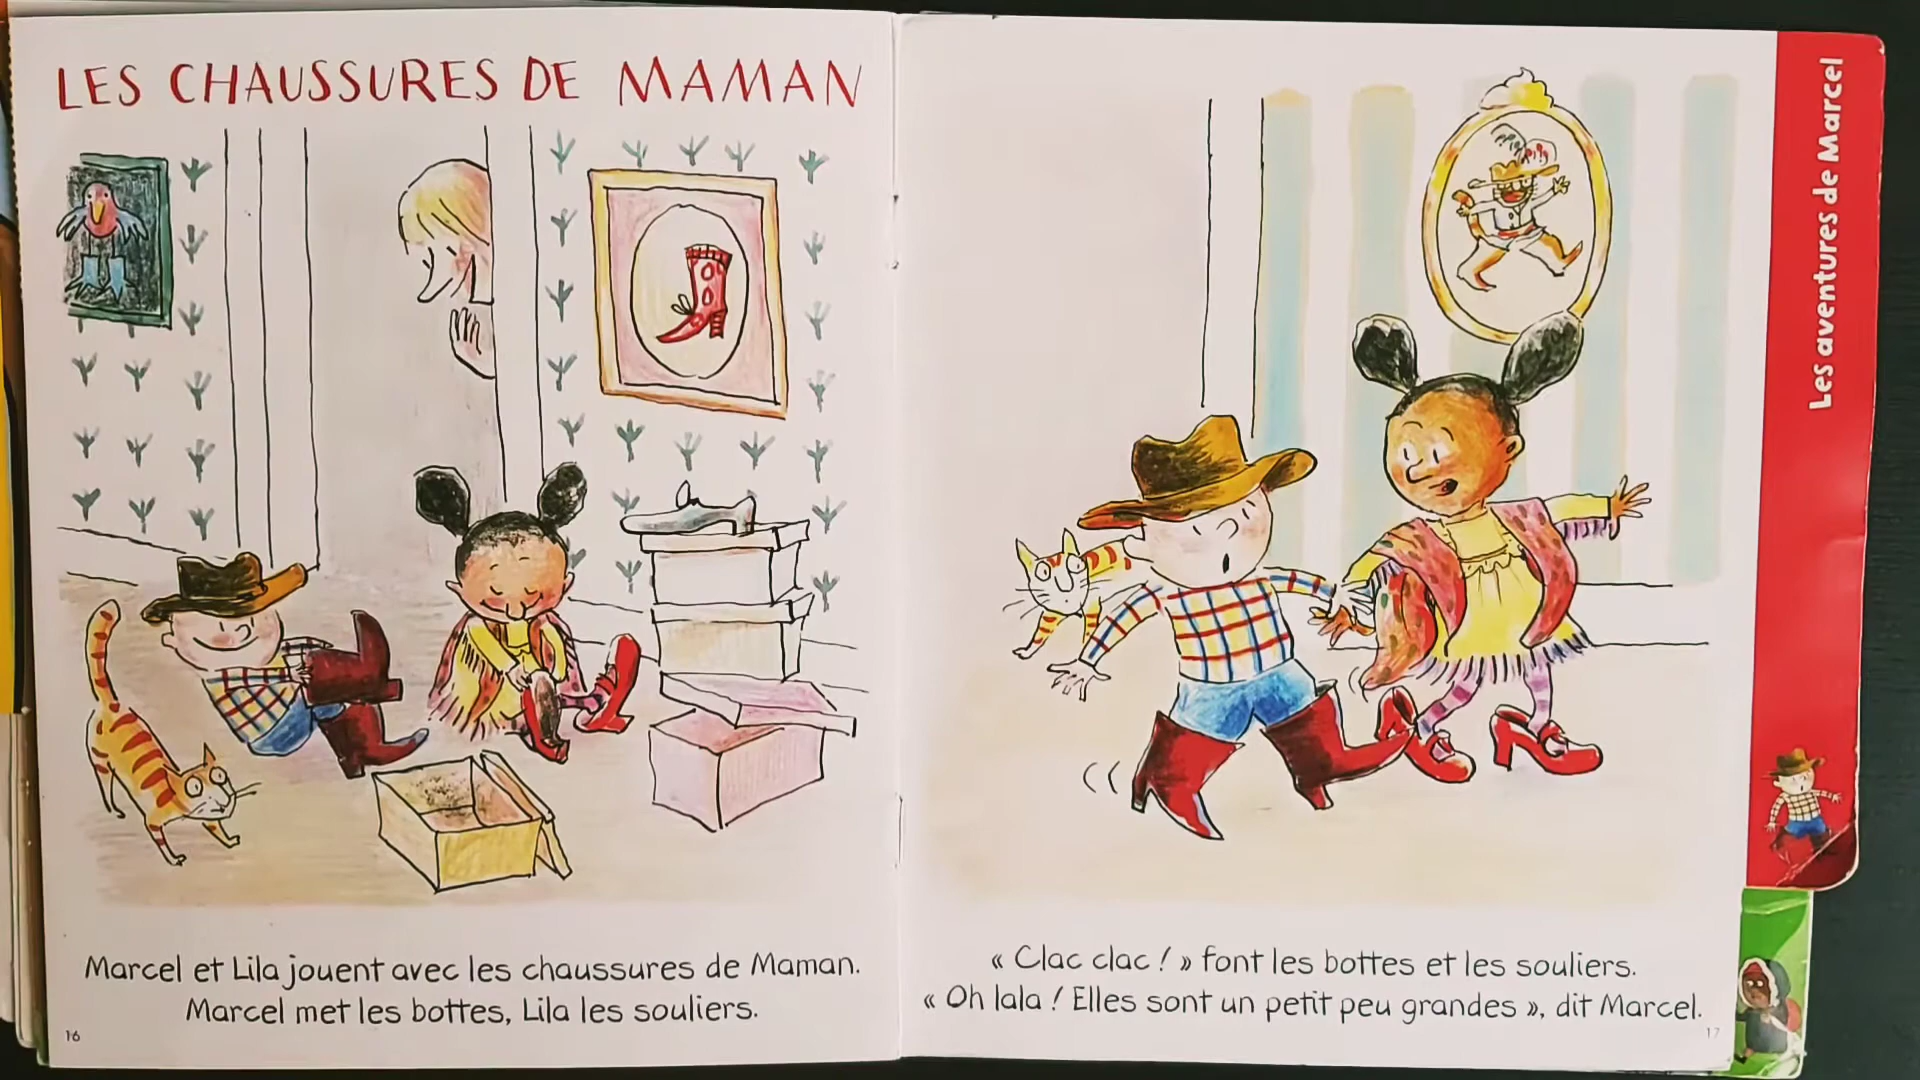 LES CHAUSSURES DE MAMAN
Marcel et Lila jouent avec les chaussures de Maman.
Marcel met les bottes, Lila les souliers.
16
« Clac clac ! » font les bottes et les souliers.
« Oh lala ! Elles sont un petit peu grandes », dit Marcel.
17
Les aventures de Marcel